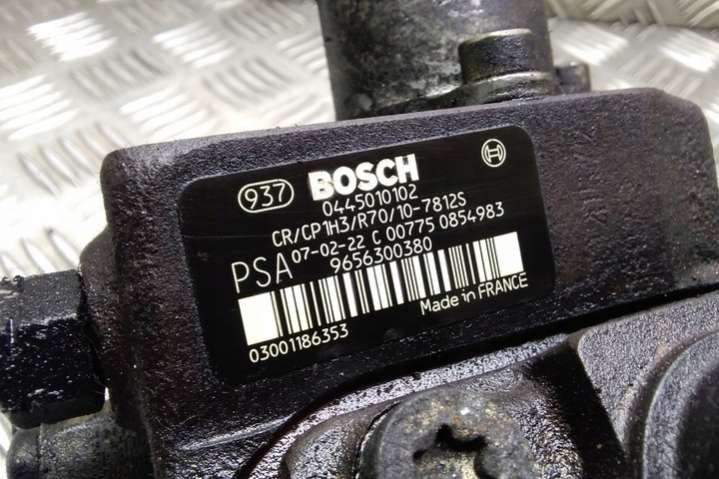 937 BOSCH
0445010102
CR/CP1H3/R70/10-7812S
PSA 07-02-22 C 00775 0854983
9656300380
03001186353 Made in FRANCE